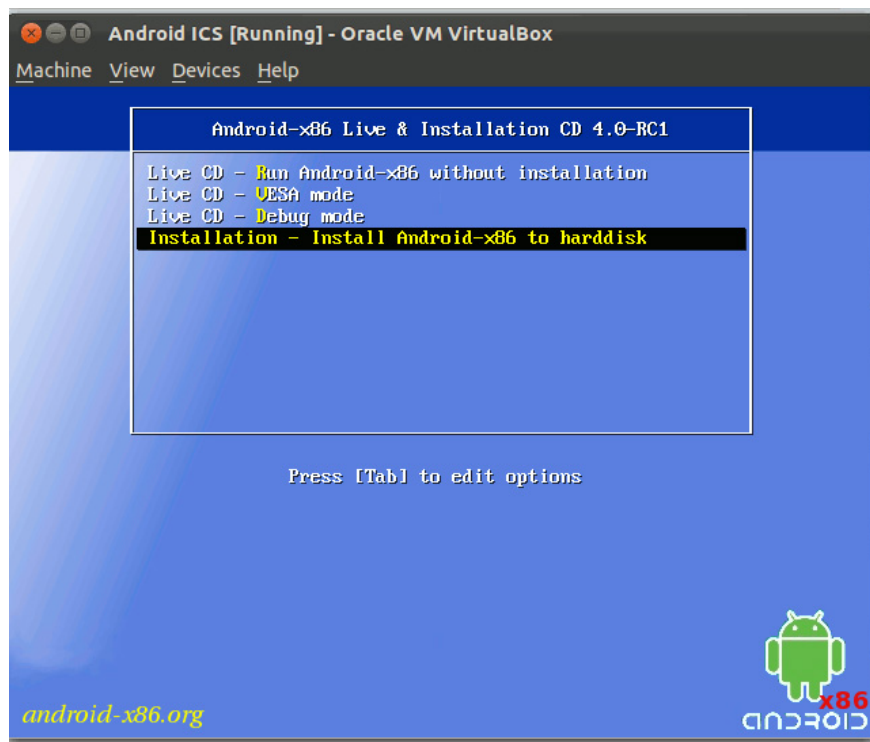 Android ICS [Running] - Oracle VM VirtualBox
Machine View Devices Help
Android-x86 Live & Installation CD 4.0-RC1
Live CD - Run Android-x86 without installation
Live CD - VESA mode
Live CD - Debug mode
Installation - Install Android-x86 to harddisk
Press [Tab] to edit options
android-x86.org
x86
ANDROID